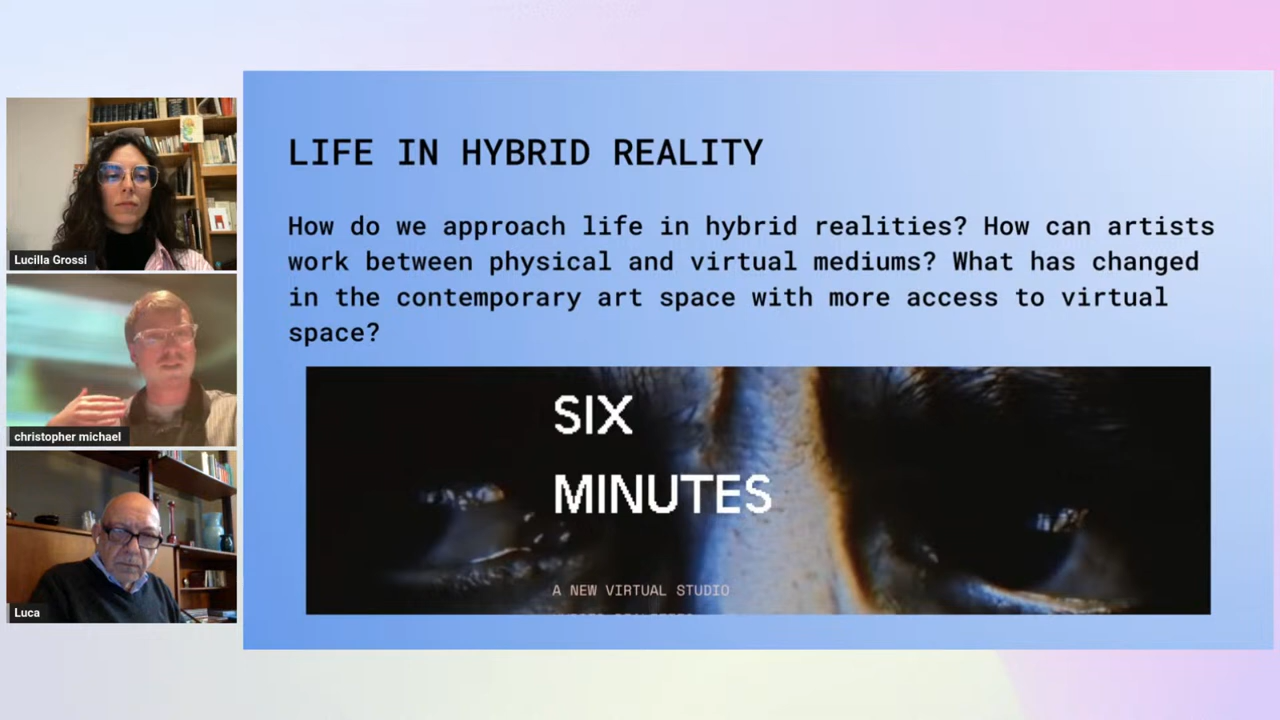 LIFE IN HYBRID REALITY
How do we approach life in hybrid realities? How can artists
work between physical and virtual mediums? What has changed
in the contemporary art space with more access to virtual
space?
SIX
MINUTES
A NEW VIRTUAL STUDIO
Lucilla Grossi
christopher michael
Luca